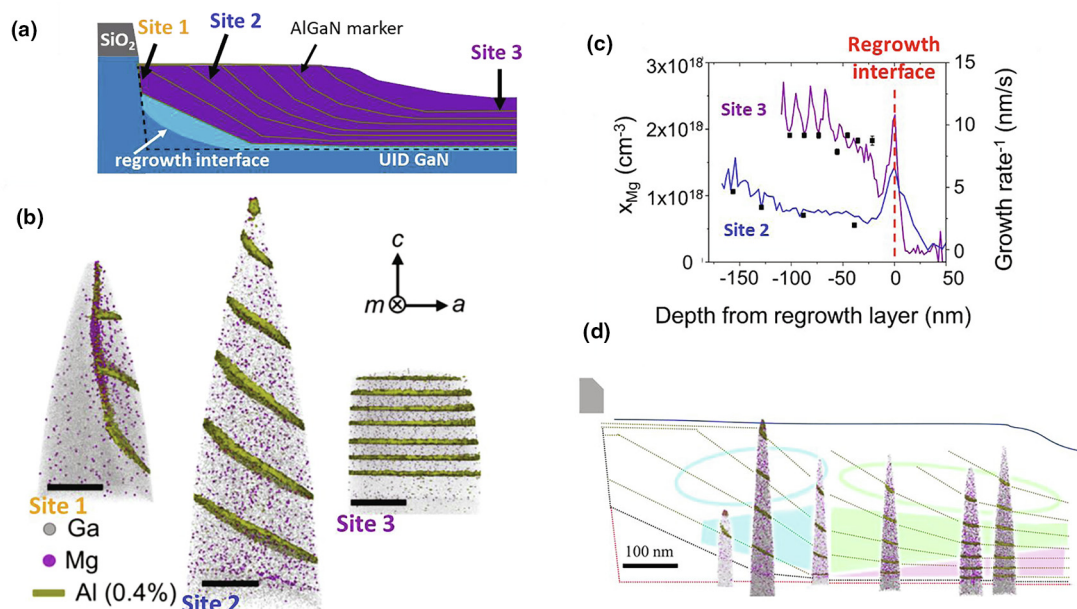 (a)
SiO2
Site 1
Site 2
AlGaN marker
Site 3
regrowth interface
UID GaN
(b)
c
m
a
Site 1
Ga
Mg
Al (0.4%)
Site 2
Site 3
(c)
Regrowth
interface
3x10^18
2x10^18
1x10^18
0
xMg (cm-3)
Site 3
Site 2
15
10
5
0
Growth rate-1 (nm/s)
-150 -100 -50 0 50
Depth from regrowth layer (nm)
(d)
100 nm